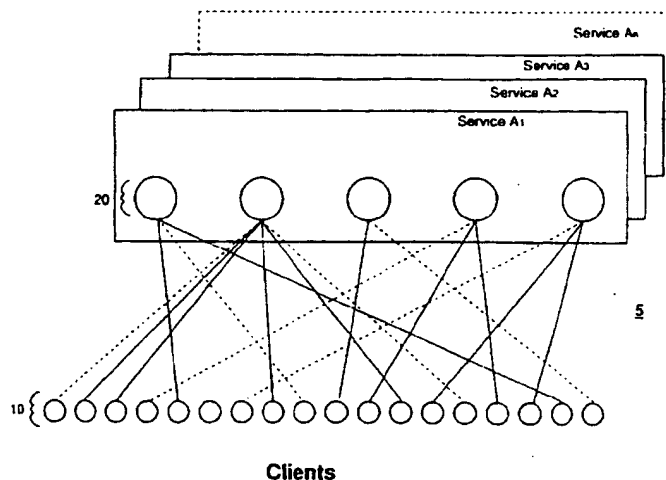 Service Aₙ
Service A₃
Service A₂
Service A₁
20
5
10
Clients